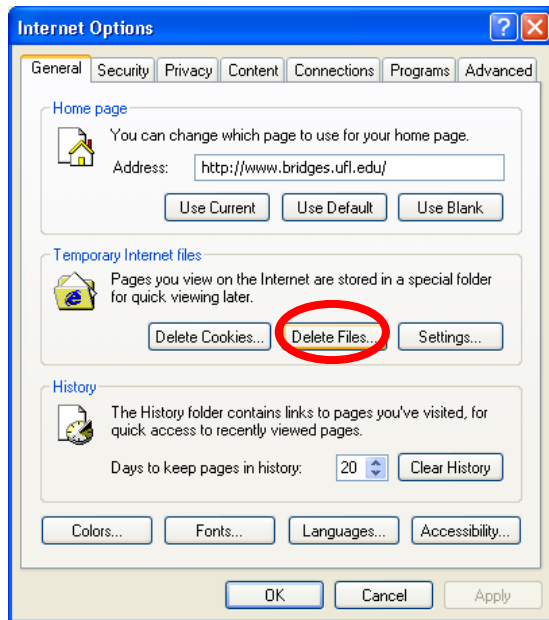 Internet Options
General Security Privacy Content Connections Programs Advanced
Home page
You can change which page to use for your home page.
Address: http://www.bridges.ufl.edu/
Use Current Use Default Use Blank
Temporary Internet files
Pages you view on the Internet are stored in a special folder
for quick viewing later.
Delete Cookies... Delete Files... Settings...
History
The History folder contains links to pages you've visited, for
quick access to recently viewed pages.
Days to keep pages in history: 20 Clear History
Colors... Fonts... Languages... Accessibility...
OK Cancel Apply